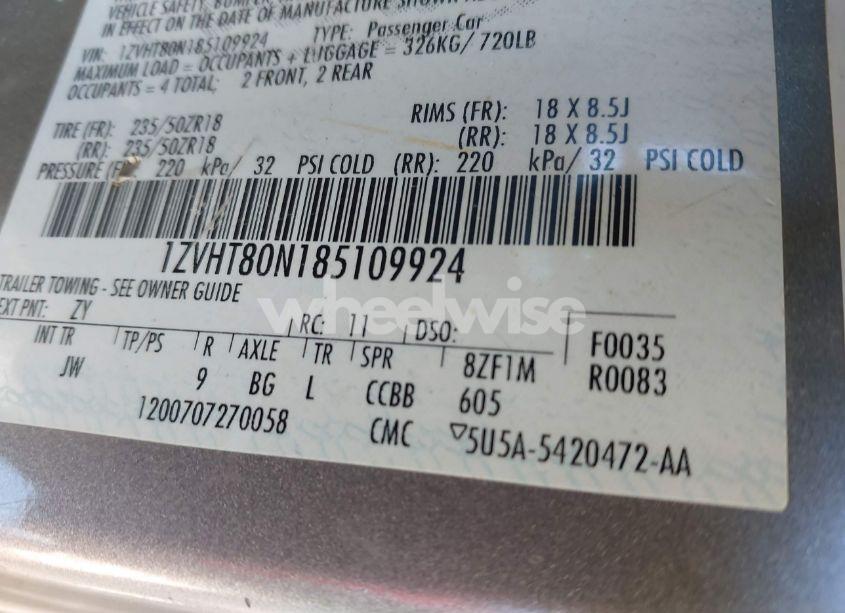 IN EFFECT ON THE DATE OF MANUFACTURE SHOWN
VIN: 1ZVHT80N185109924 TYPE: Passenger Car
MAXIMUM LOAD = OCCUPANTS + LUGGAGE = 326KG/ 720LB
OCCUPANTS = 4 TOTAL; 2 FRONT, 2 REAR
TIRE (FR): 235/50ZR18 RIMS (FR): 18 X 8.5J
(RR): 235/50ZR18 (RR): 18 X 8.5J
PRESSURE 220 kPa/ 32 PSI COLD (RR): 220 kPa/ 32 PSI COLD
1ZVHT80N185109924
TRAILER TOWING - SEE OWNER GUIDE
wheelwise
EXT PNT: ZY RC: 11 DSO: F0035
INT TR TP/PS R AXLE TR SPR 8ZF1M R0083
JW 9 BG L CCBB 605
1200707270058 CMC ▽5U5A-5420472-AA